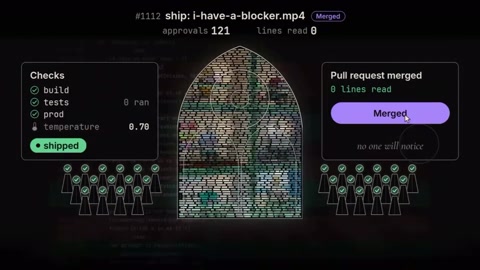 #1112 ship: i-have-a-blocker.mp4 Merged
approvals 121 lines read 0
Checks
build
tests 0 ran
prod
temperature 0.70
shipped
Pull request merged
0 lines read
Merged
no one will notice